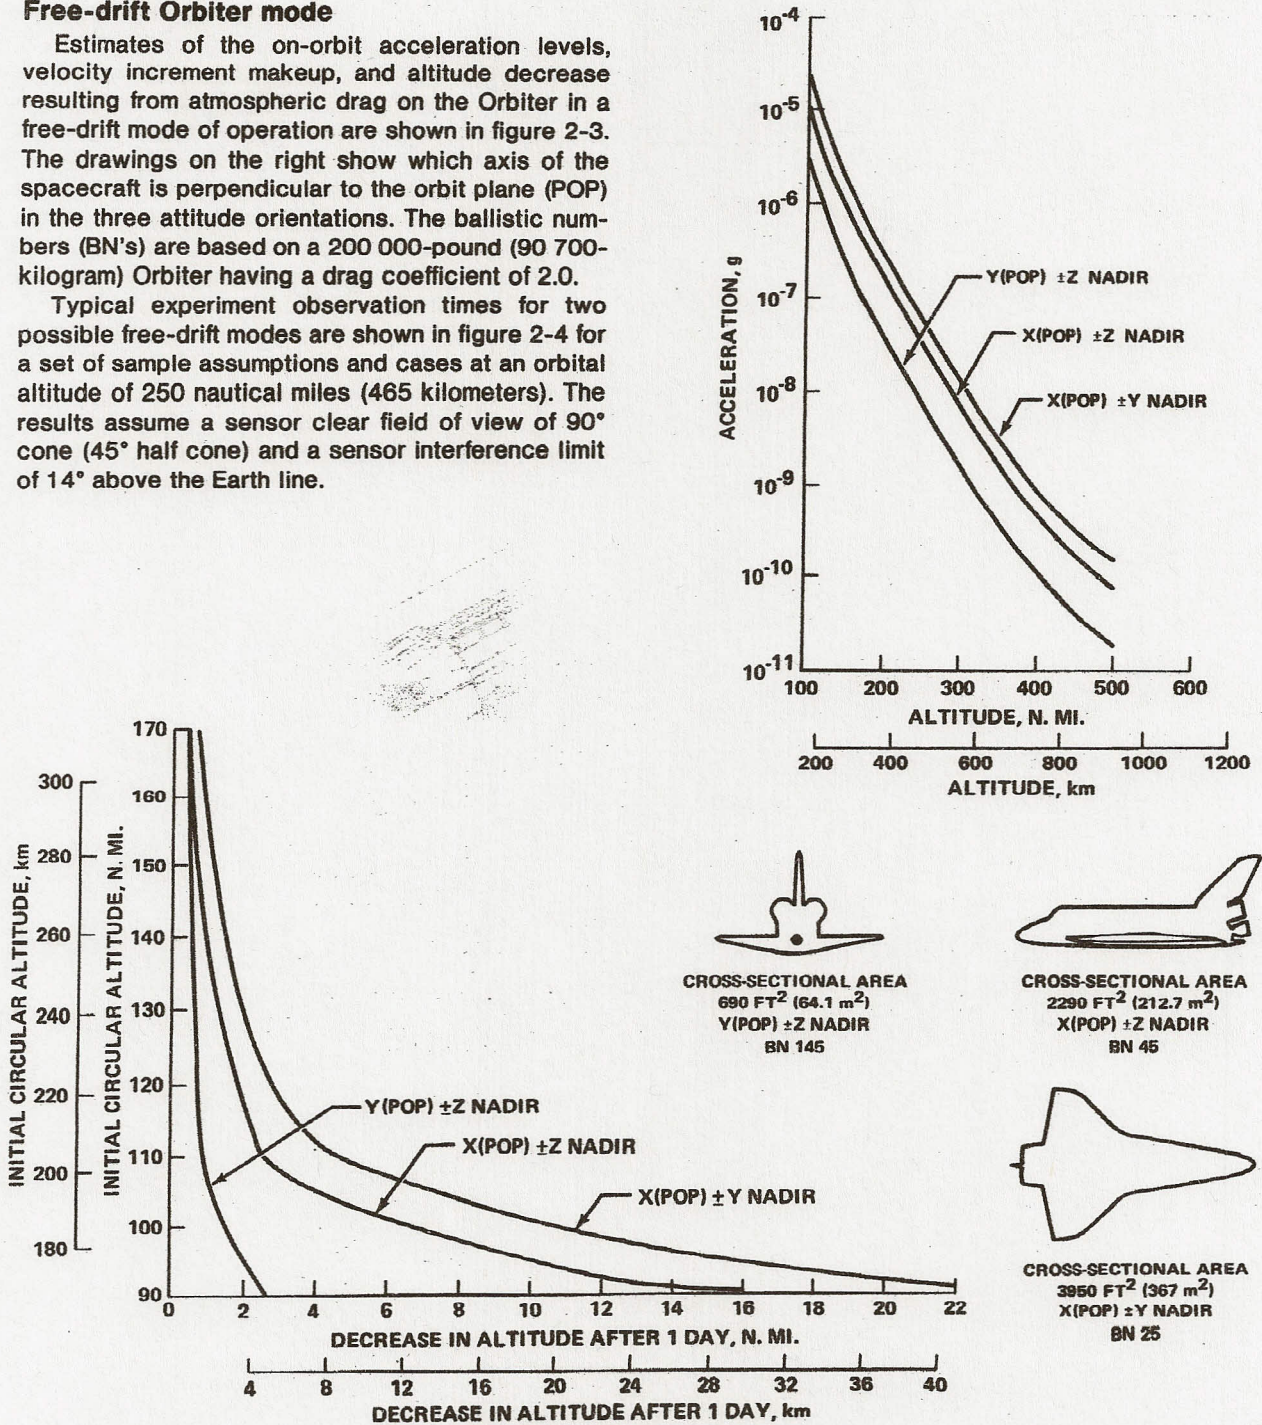 Free-drift Orbiter mode
Estimates of the on-orbit acceleration levels,
velocity increment makeup, and altitude decrease
resulting from atmospheric drag on the Orbiter in a
free-drift mode of operation are shown in figure 2-3.
The drawings on the right show which axis of the
spacecraft is perpendicular to the orbit plane (POP)
in the three attitude orientations. The ballistic num-
bers (BN's) are based on a 200 000-pound (90 700-
kilogram) Orbiter having a drag coefficient of 2.0.
Typical experiment observation times for two
possible free-drift modes are shown in figure 2-4 for
a set of sample assumptions and cases at an orbital
altitude of 250 nautical miles (465 kilometers). The
results assume a sensor clear field of view of 90°
cone (45° half cone) and a sensor interference limit
of 14° above the Earth line.
ACCELERATION, g
10-4
10-5
10-6
10-7
10-8
10-9
10-10
10-11
Y(POP) ±Z NADIR
X(POP) ±Z NADIR
X(POP) ±Y NADIR
100 200 300 400 500 600
ALTITUDE, N. MI.
200 400 600 800 1000 1200
ALTITUDE, km
INITIAL CIRCULAR ALTITUDE, km
300
280
260
240
220
200
180
INITIAL CIRCULAR ALTITUDE, N. MI.
170
160
150
140
130
120
110
100
90
Y(POP) ±Z NADIR
X(POP) ±Z NADIR
X(POP) ±Y NADIR
0 2 4 6 8 10 12 14 16 18 20 22
DECREASE IN ALTITUDE AFTER 1 DAY, N. MI.
4 8 12 16 20 24 28 32 36 40
DECREASE IN ALTITUDE AFTER 1 DAY, km
CROSS-SECTIONAL AREA
690 FT2 (64.1 m2)
Y(POP) ±Z NADIR
BN 145
CROSS-SECTIONAL AREA
2290 FT2 (212.7 m2)
X(POP) ±Z NADIR
BN 45
CROSS-SECTIONAL AREA
3950 FT2 (367 m2)
X(POP) ±Y NADIR
BN 25